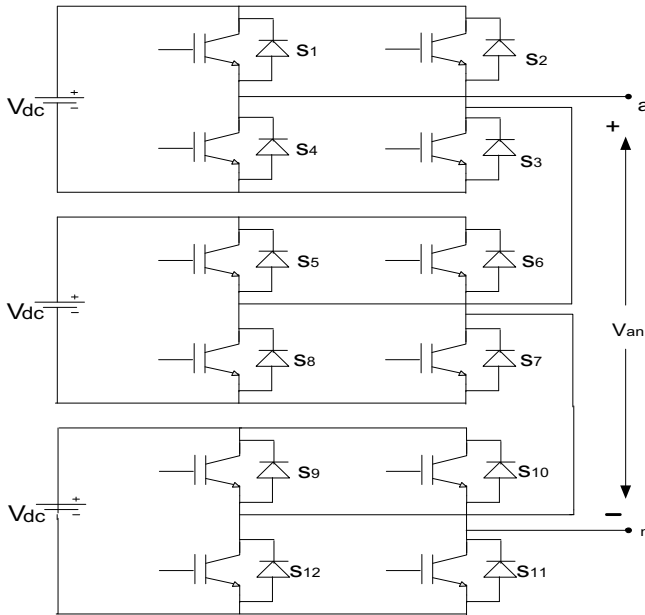 S1
S2
Vdc
+
-
a
+
S4
S3
S5
S6
Vdc
+
-
Van
S8
S7
S9
S10
Vdc
+
-
-
S12
S11